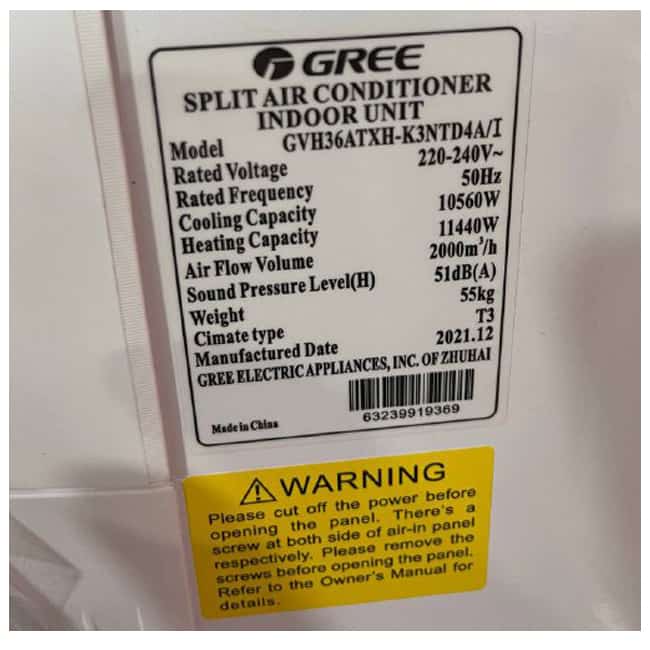 GREE
SPLIT AIR CONDITIONER
INDOOR UNIT
Model GVH36ATXH-K3NTD4A/I
Rated Voltage 220-240V~
Rated Frequency 50Hz
Cooling Capacity 10560W
Heating Capacity 11440W
Air Flow Volume 2000m³/h
Sound Pressure Level(H) 51dB(A)
Weight 55kg
Cimate type T3
Manufactured Date 2021.12
GREE ELECTRIC APPLIANCES, INC. OF ZHUHAI
63239919369
Made in China
WARNING
Please cut off the power before
opening the panel. There's a
screw at both side of air-in panel
respectively. Please remove the
screws before opening the panel.
Refer to the Owner's Manual for
details.